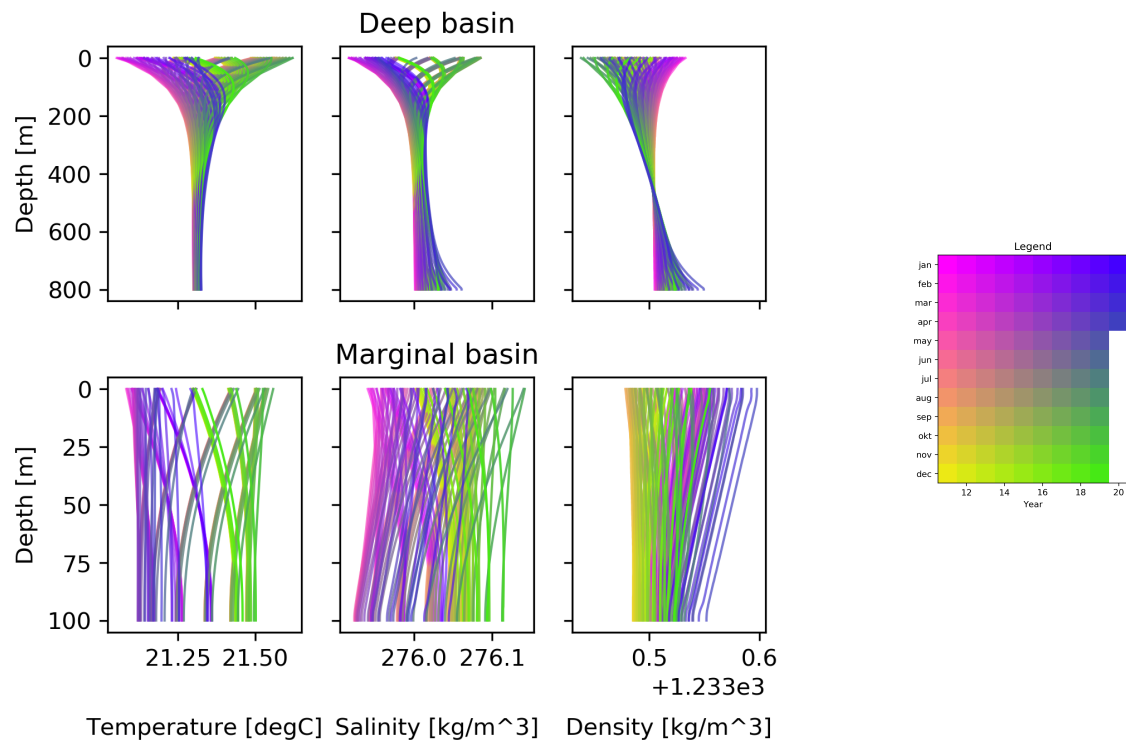 Deep basin
Depth [m]
0
200
400
600
800
Marginal basin
Depth [m]
0
25
50
75
100
21.25 21.50
276.0 276.1
0.5 0.6
+1.233e3
Temperature [degC] Salinity [kg/m^3] Density [kg/m^3]
Legend
jan
feb
mar
apr
may
jun
jul
aug
sep
okt
nov
dec
12 14 16 18 20
Year